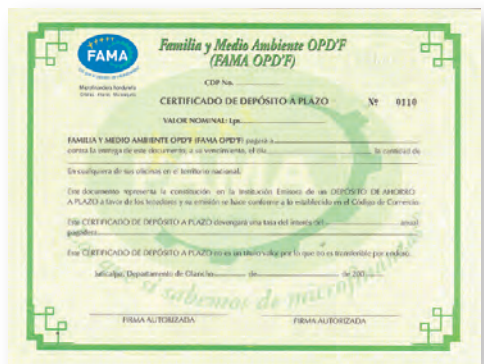 FAMA
Microfinanciera hondureña
Familia y Medio Ambiente OPD'F
(FAMA OPD'F)
CDP No.
CERTIFICADO DE DEPÓSITO A PLAZO Nº 0110
VALOR NOMINAL: Lps.
FAMILIA Y MEDIO AMBIENTE OPD'F (FAMA OPD'F) pagará a
contra la entrega de este documento, a su vencimiento, el día la cantidad de
En cualquiera de sus oficinas en el territorio nacional.
Este documento representa la constitución en la Institución Emisora de un DEPÓSITO DE AHORRO
A PLAZO a favor de los tenedores y su emisión se hace conforme a lo establecido en el Código de Comercio
Este CERTIFICADO DE DEPÓSITO A PLAZO devengará una tasa del interés del anual
pagadero
Este CERTIFICADO DE DEPÓSITO A PLAZO no es un título valor por lo que no es transferible por endoso.
Juticalpa, Departamento de Olancho de de 200
que si sabemos de microfinanzas
FIRMA AUTORIZADA FIRMA AUTORIZADA